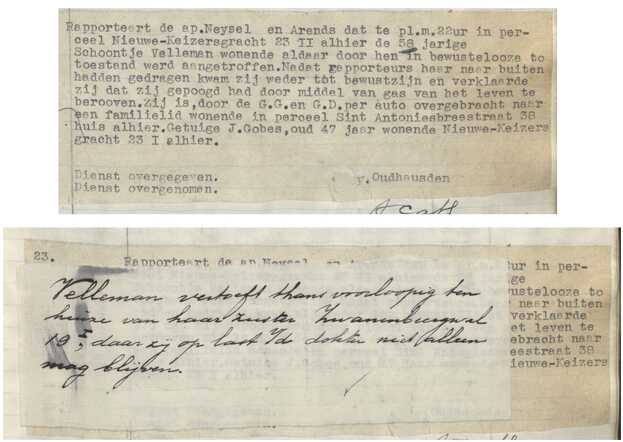 Rapporteert de ap.Neysel en Arends dat te pl.m.22ur in per-
ceel Nieuwe-Keizersgracht 23 II alhier de 58 jarige
Schoontje Velleman wonende aldaar door hen in bewustelooze to
toestand werd aangetroffen.Nadat rapporteurs haar naar buiten
hadden gedragen kwam zij weder tot bewustzijn en verklaarde
zij dat zij gepoogd had door middel van gas van het leven te
berooven.Zij is,door de G.G.en G.D.per auto overgebracht naar
een familielid wonende in perceel Sint Antoniesbreestraat 38
huis alhier.Getuige J.Gobes,oud 47 jaar wonende Nieuwe-Keizers
gracht 23 I alhier.
Dienst overgegeven.
Dienst overgenomen.
v.Oudhausden
23. Rapporteert de ap.Neysel
Velleman vertoeft thans voorloopig ten
huize van haar zuster Zwanenburgwal
19; daar zij op last v/d dokter niet alleen
mag blijven.
ur in per-
ge
wustelooze to
naar buiten
verklaarde
et leven te
gebracht naar
eestraat 38
ieuwe-Keizers